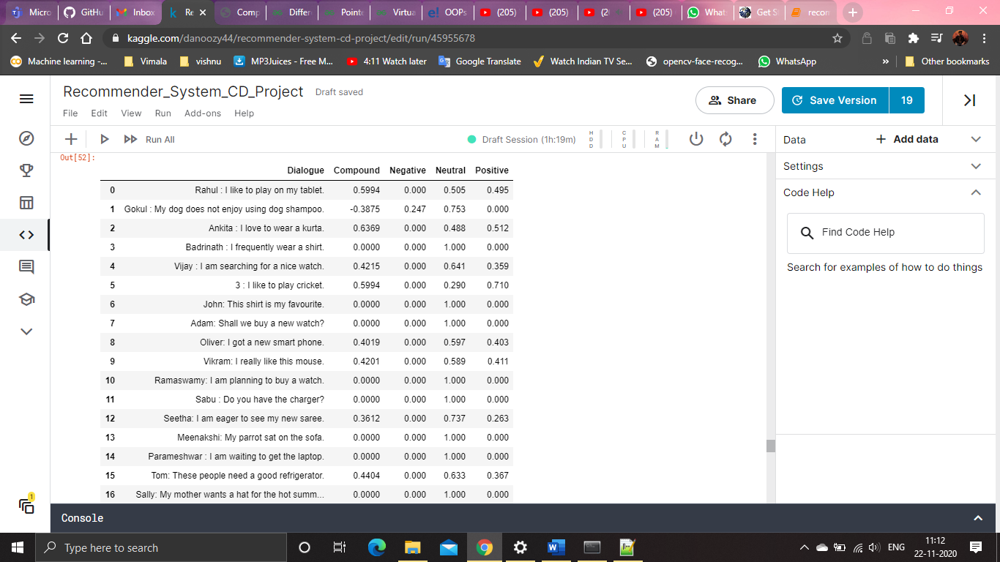 Micro
GitHu
Inbox
Re
Comp
Differ
Pointe
Virtua
OOPs
(205)
(205)
(2
(205)
What
Get S
recon
kaggle.com/danoozy44/recommender-system-cd-project/edit/run/45955678
Machine learning -...
Vimala
vishnu
MP3Juices - Free M...
4:11 Watch later
Google Translate
Watch Indian TV Se...
opencv-face-recog...
WhatsApp
»
Other bookmarks
Recommender_System_CD_Project Draft saved
Share
Save Version 19
File Edit View Run Add-ons Help
Run All
Draft Session (1h:19m)
HDD
CPU
RAM
Data
+ Add data
Settings
Code Help
Find Code Help
Search for examples of how to do things
Out[52]:
Dialogue Compound Negative Neutral Positive
0 Rahul : I like to play on my tablet. 0.5994 0.000 0.505 0.495
1 Gokul : My dog does not enjoy using dog shampoo. -0.3875 0.247 0.753 0.000
2 Ankita : I love to wear a kurta. 0.6369 0.000 0.488 0.512
3 Badrinath : I frequently wear a shirt. 0.0000 0.000 1.000 0.000
4 Vijay : I am searching for a nice watch. 0.4215 0.000 0.641 0.359
5 3 : I like to play cricket. 0.5994 0.000 0.290 0.710
6 John: This shirt is my favourite. 0.0000 0.000 1.000 0.000
7 Adam: Shall we buy a new watch? 0.0000 0.000 1.000 0.000
8 Oliver: I got a new smart phone. 0.4019 0.000 0.597 0.403
9 Vikram: I really like this mouse. 0.4201 0.000 0.589 0.411
10 Ramaswamy: I am planning to buy a watch. 0.0000 0.000 1.000 0.000
11 Sabu : Do you have the charger? 0.0000 0.000 1.000 0.000
12 Seetha: I am eager to see my new saree. 0.3612 0.000 0.737 0.263
13 Meenakshi: My parrot sat on the sofa. 0.0000 0.000 1.000 0.000
14 Parameshwar : I am waiting to get the laptop. 0.0000 0.000 1.000 0.000
15 Tom: These people need a good refrigerator. 0.4404 0.000 0.633 0.367
16 Sally: My mother wants a hat for the hot summ... 0.0000 0.000 1.000 0.000
1
Console
Type here to search
ENG
11:12
22-11-2020